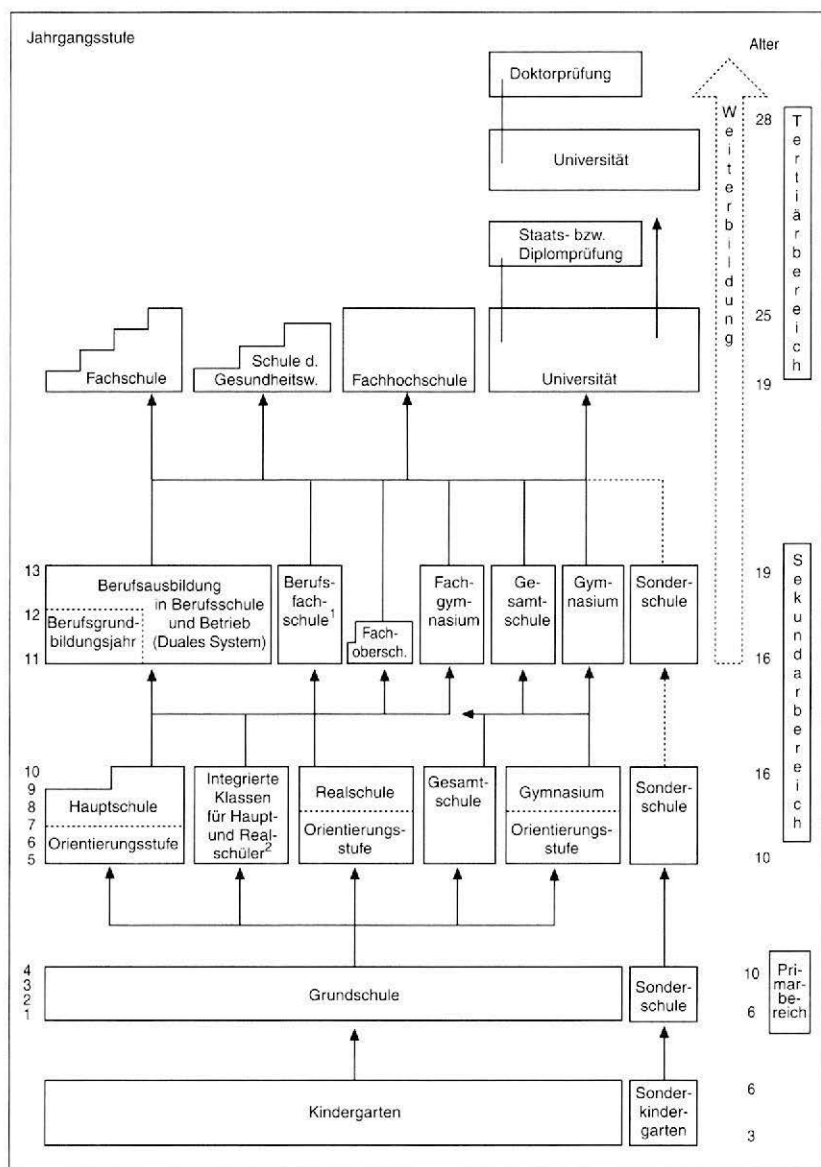 Jahrgangsstufe
Alter
Doktorprüfung
Universität
Staats- bzw.
Diplomprüfung
Weiterbildung
28
Tertiärbereich
Fachschule
Schule d.
Gesundheitsw.
Fachhochschule
Universität
25
19
13
12
11
Berufsausbildung
in Berufsschule
und Betrieb
(Duales System)
Berufsgrund-
bildungsjahr
Berufs-
fach-
schule1
Fach-
obersch.
Fach-
gymna-
sium
Ge-
samt-
schule
Gym-
nasium
Sonder-
schule
19
16
Sekundarbereich
10
9
8
7
6
5
Hauptschule
Orientierungsstufe
Integrierte
Klassen
für Haupt-
und Real-
schüler2
Realschule
Orientierungs-
stufe
Gesamt-
schule
Gymnasium
Orientierungs-
stufe
Sonder-
schule
16
10
4
3
2
1
Grundschule
Sonder-
schule
10
6
Pri-
mar-
be-
reich
Kindergarten
Sonder-
kinder-
garten
6
3